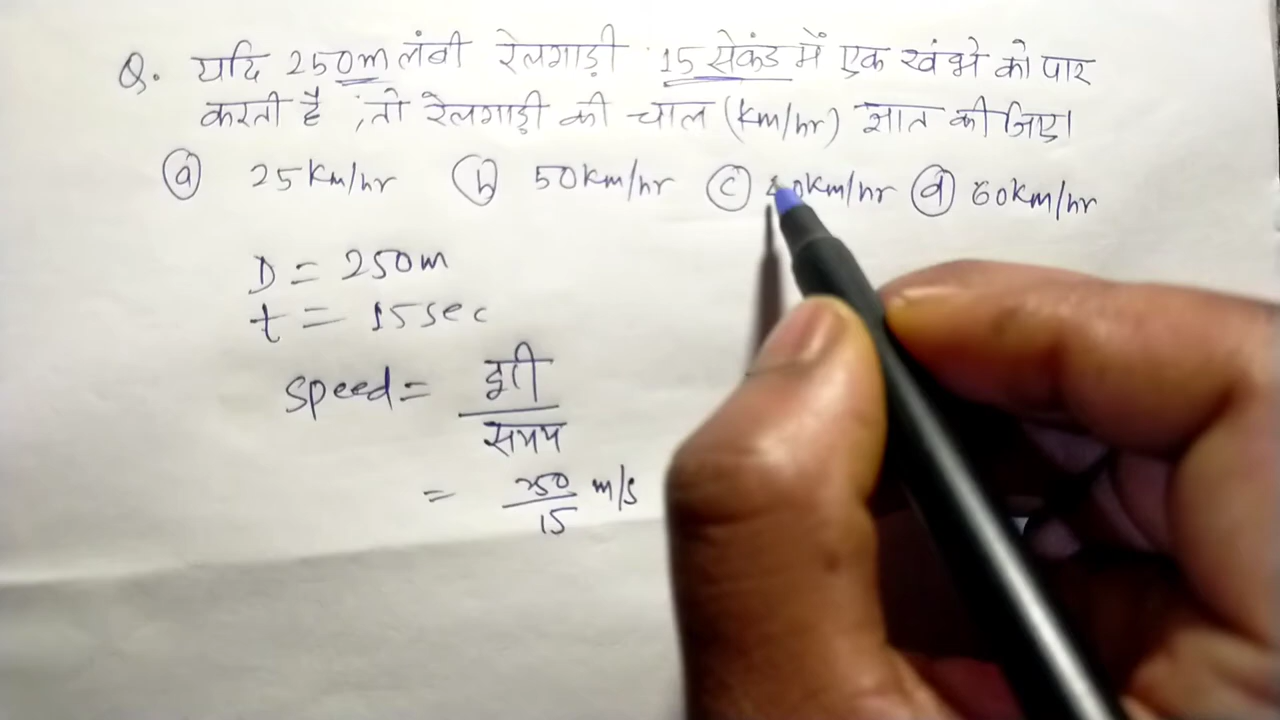 Q. यदि 250m लंबी रेलगाड़ी 15 सेकंड में एक खंभे को पार
करती है, तो रेलगाड़ी की चाल (km/hr) ज्ञात कीजिए।
(a) 25km/hr (b) 50km/hr (c) km/hr (d) 60km/hr
D = 250m
t = 15sec
speed = दूरी
समय
= 250 m/s
15